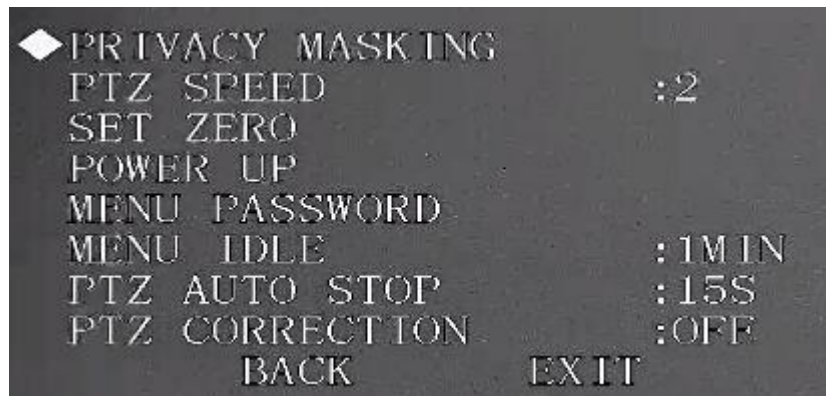 PRIVACY MASKING
PTZ SPEED :2
SET ZERO
POWER UP
MENU PASSWORD
MENU IDLE :1MIN
PTZ AUTO STOP :15S
PTZ CORRECTION :OFF
BACK EXIT